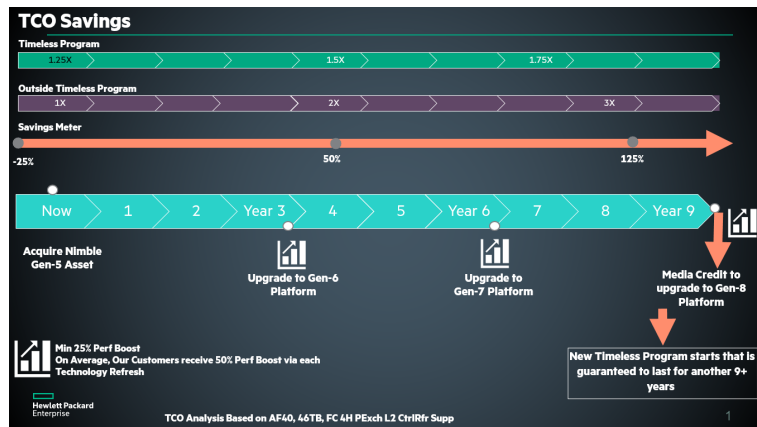 TCO Savings
Timeless Program
1.25X 1.5X 1.75X
Outside Timeless Program
1X 2X 3X
Savings Meter
-25% 50% 125%
Now 1 2 Year 3 4 5 Year 6 7 8 Year 9
Acquire Nimble
Gen-5 Asset
Upgrade to Gen-6
Platform
Upgrade to
Gen-7 Platform
Media Credit to
upgrade to Gen-8
Platform
Min 25% Perf Boost
On Average, Our Customers receive 50% Perf Boost via each
Technology Refresh
New Timeless Program starts that is
guaranteed to last for another 9+
years
Hewlett Packard
Enterprise
TCO Analysis Based on AF40, 46TB, FC 4H PExch L2 CtrlRfr Supp
1